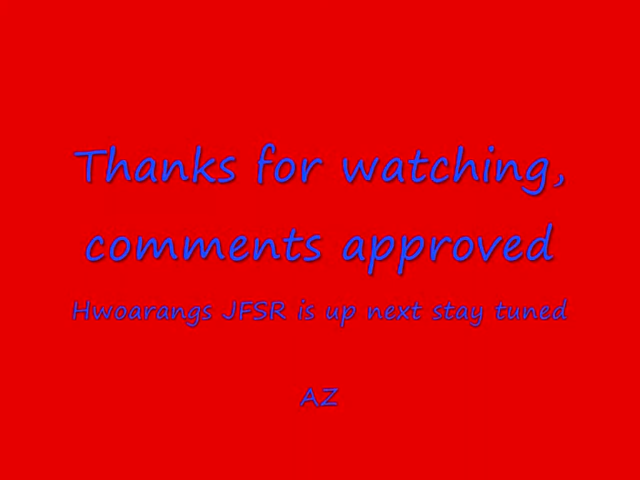 Thanks for watching,
comments approved
Hwoarangs JFSR is up next stay tuned
AZ